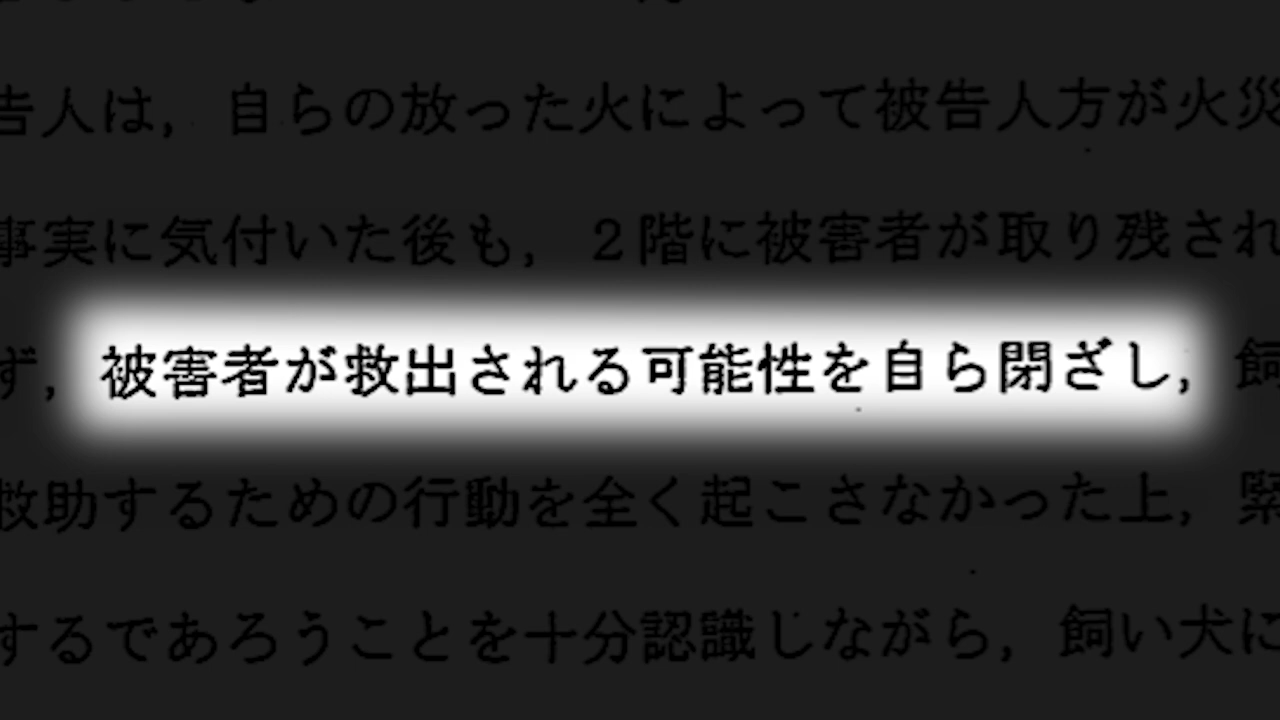 告人は，自らの放った火によって被告人方が火災
事実に気付いた後も，２階に被害者が取り残され
ず，被害者が救出される可能性を自ら閉ざし，飼
救助するための行動を全く起こさなかった上，緊
するであろうことを十分認識しながら，飼い犬に